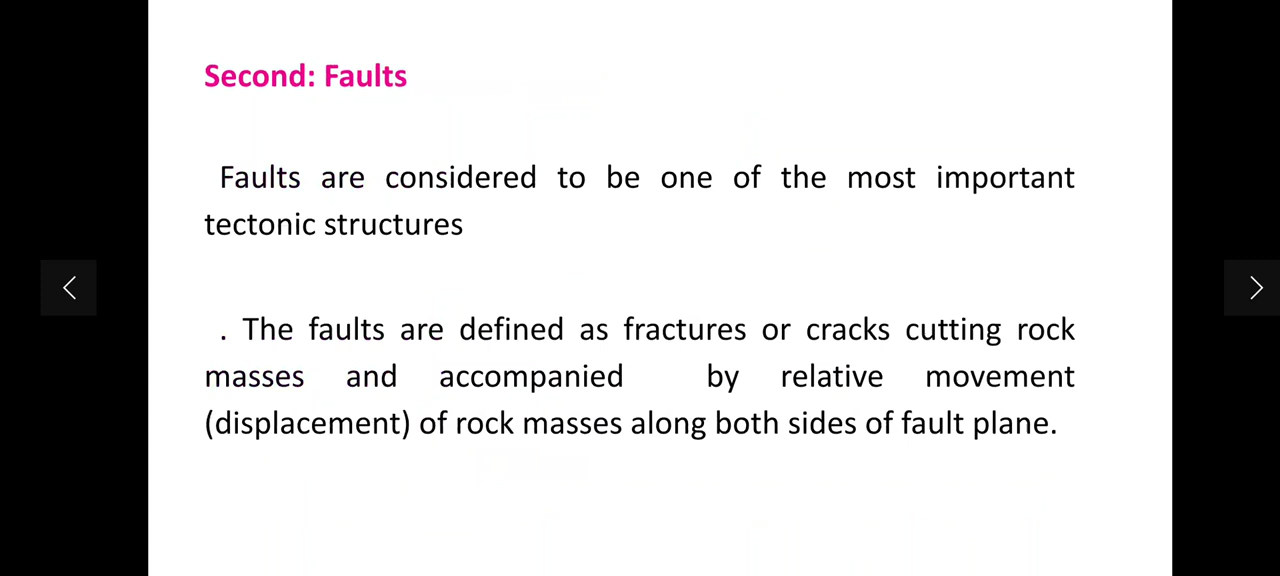 Second: Faults
Faults are considered to be one of the most important
tectonic structures
. The faults are defined as fractures or cracks cutting rock
masses and accompanied by relative movement
(displacement) of rock masses along both sides of fault plane.